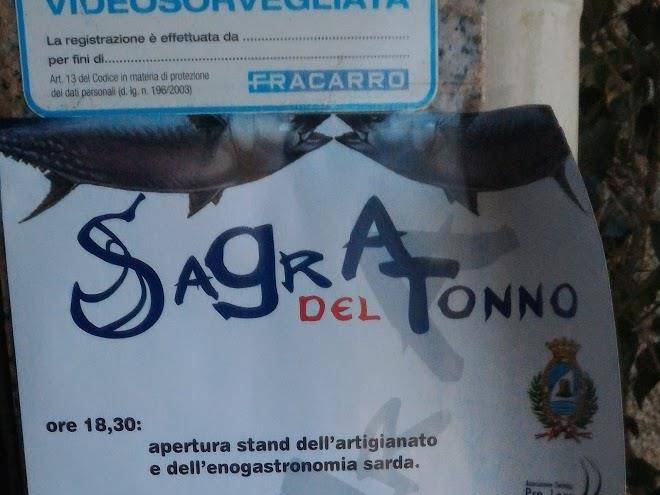 VIDEOSORVEGLIATA
La registrazione è effettuata da
per fini di
Art. 13 del Codice in materia di protezione
dei dati personali (d. lg. n. 196/2003)
FRACARRO
SAGRA
DEL TONNO
ore 18,30:
apertura stand dell'artigianato
e dell'enogastronomia sarda.
Pro